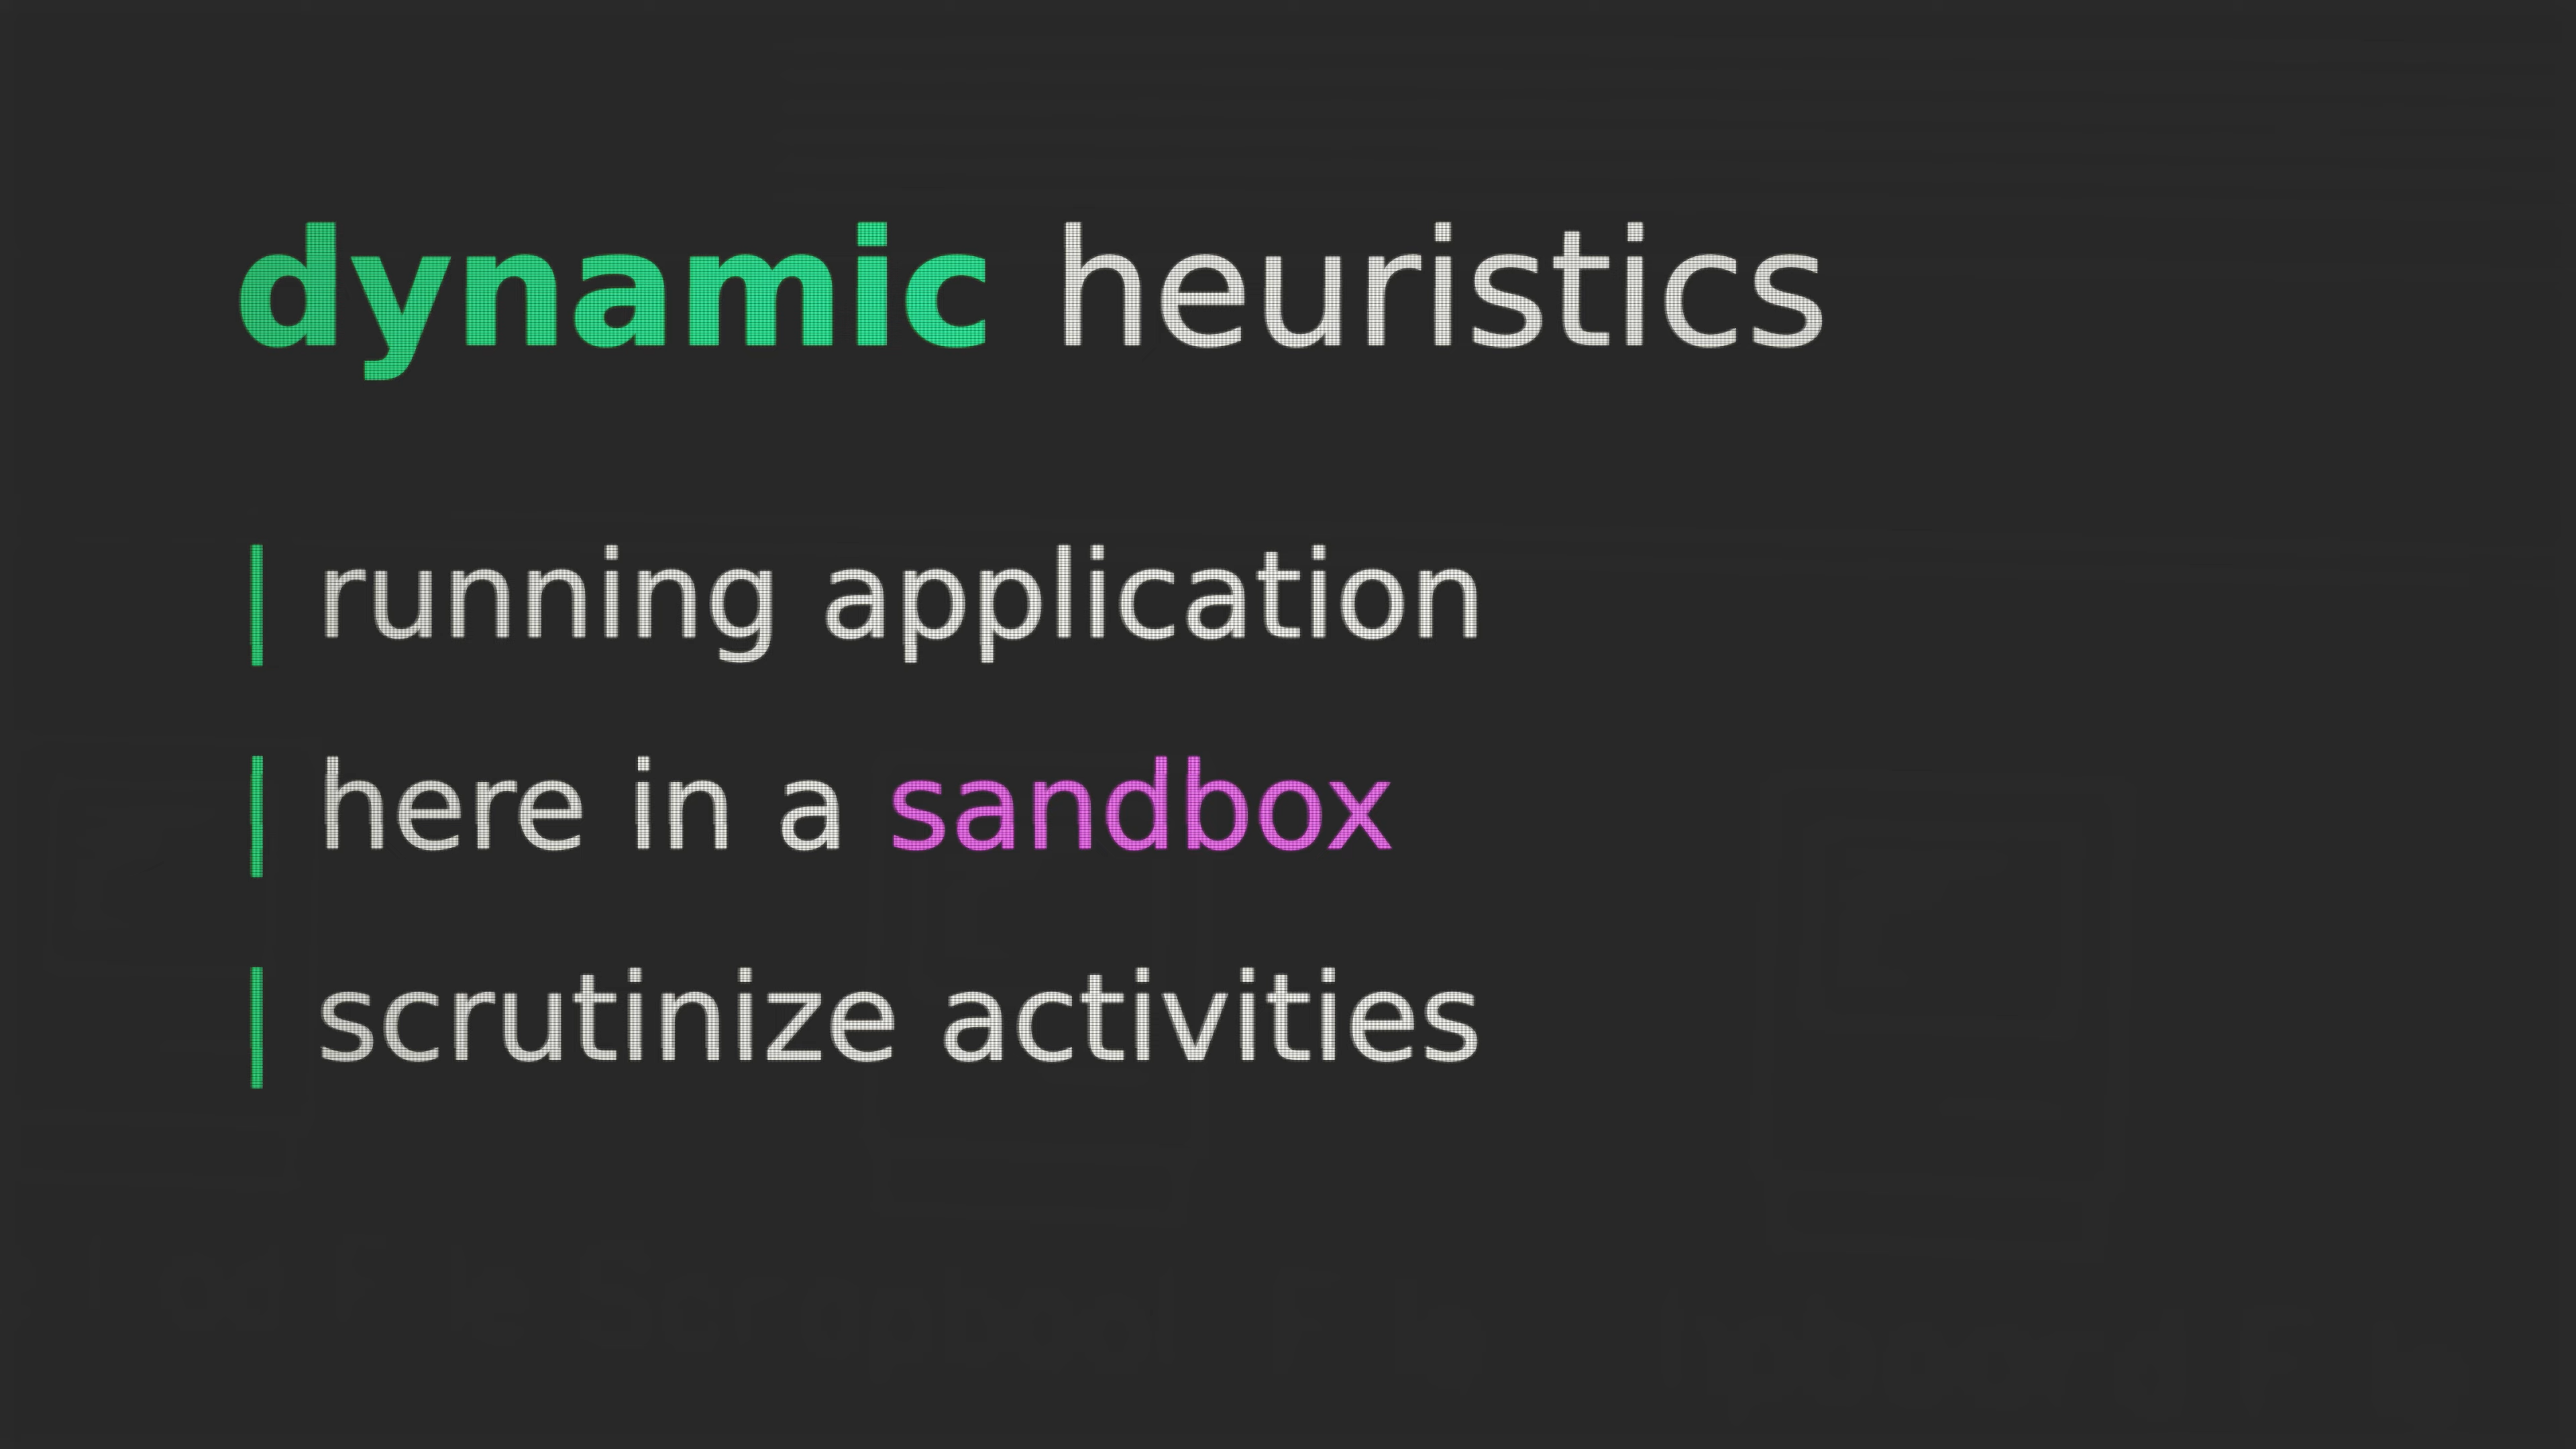 dynamic heuristics
running application
here in a sandbox
scrutinize activities